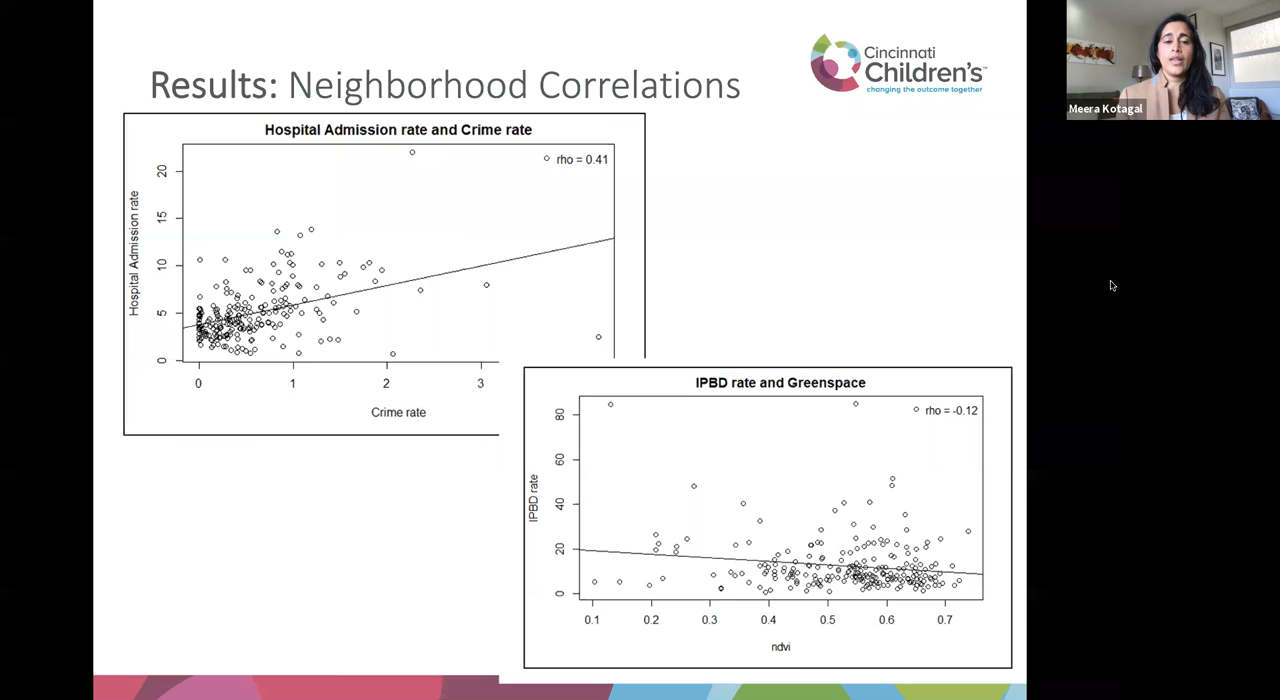 Results: Neighborhood Correlations
Cincinnati
Children's™
changing the outcome together
Meera Kotagal
Hospital Admission rate and Crime rate
rho = 0.41
Hospital Admission rate
20
15
10
5
0
0 1 2 3
Crime rate
IPBD rate and Greenspace
rho = -0.12
IPBD rate
80
60
40
20
0
0.1 0.2 0.3 0.4 0.5 0.6 0.7
ndvi